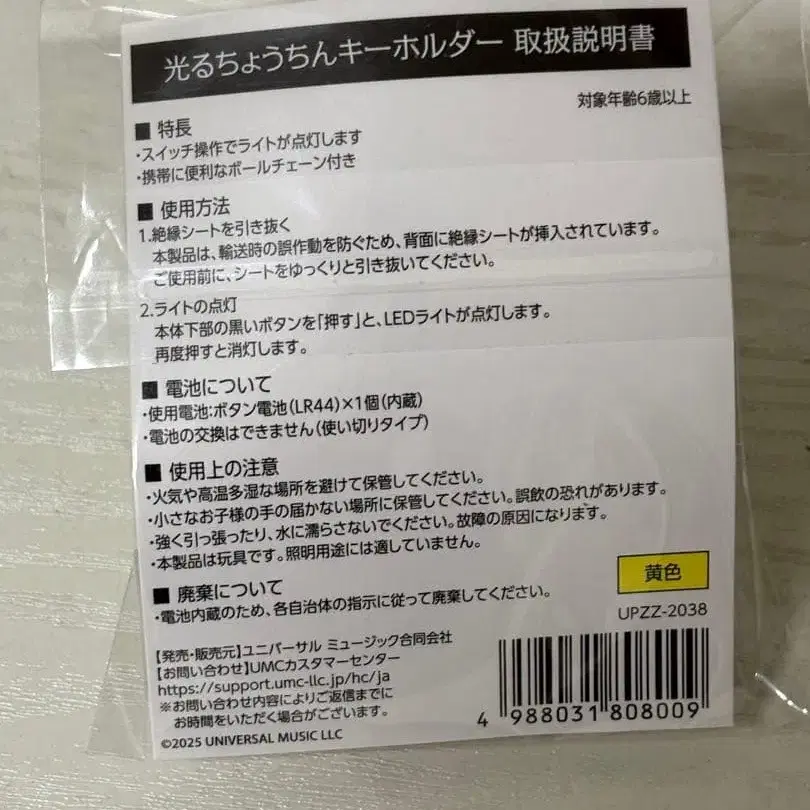 光るちょうちんキーホルダー 取扱説明書
対象年齢6歳以上
■ 特長
・スイッチ操作でライトが点灯します
・携帯に便利なボールチェーン付き
■ 使用方法
1.絶縁シートを引き抜く
本製品は、輸送時の誤作動を防ぐため、背面に絶縁シートが挿入されています。
ご使用前に、シートをゆっくりと引き抜いてください。
2.ライトの点灯
本体下部の黒いボタンを「押す」と、LEDライトが点灯します。
再度押すと消灯します。
■ 電池について
・使用電池:ボタン電池(LR44)×1個(内蔵)
・電池の交換はできません(使い切りタイプ)
■ 使用上の注意
・火気や高温多湿な場所を避けて保管してください。
・小さなお子様の手の届かない場所に保管してください。誤飲の恐れがあります。
・強く引っ張ったり、水に濡らさないでください。故障の原因になります。
・本製品は玩具です。照明用途には適していません。
■ 廃棄について
・電池内蔵のため、各自治体の指示に従って廃棄してください。
黄色
UPZZ-2038
【発売・販売元】ユニバーサル ミュージック合同会社
【お問い合わせ】UMCカスタマーセンター
https://support.umc-llc.jp/hc/ja
※お問い合わせ内容によりご返信までに
お時間をいただく場合がございます。
©2025 UNIVERSAL MUSIC LLC
4 988031 808009